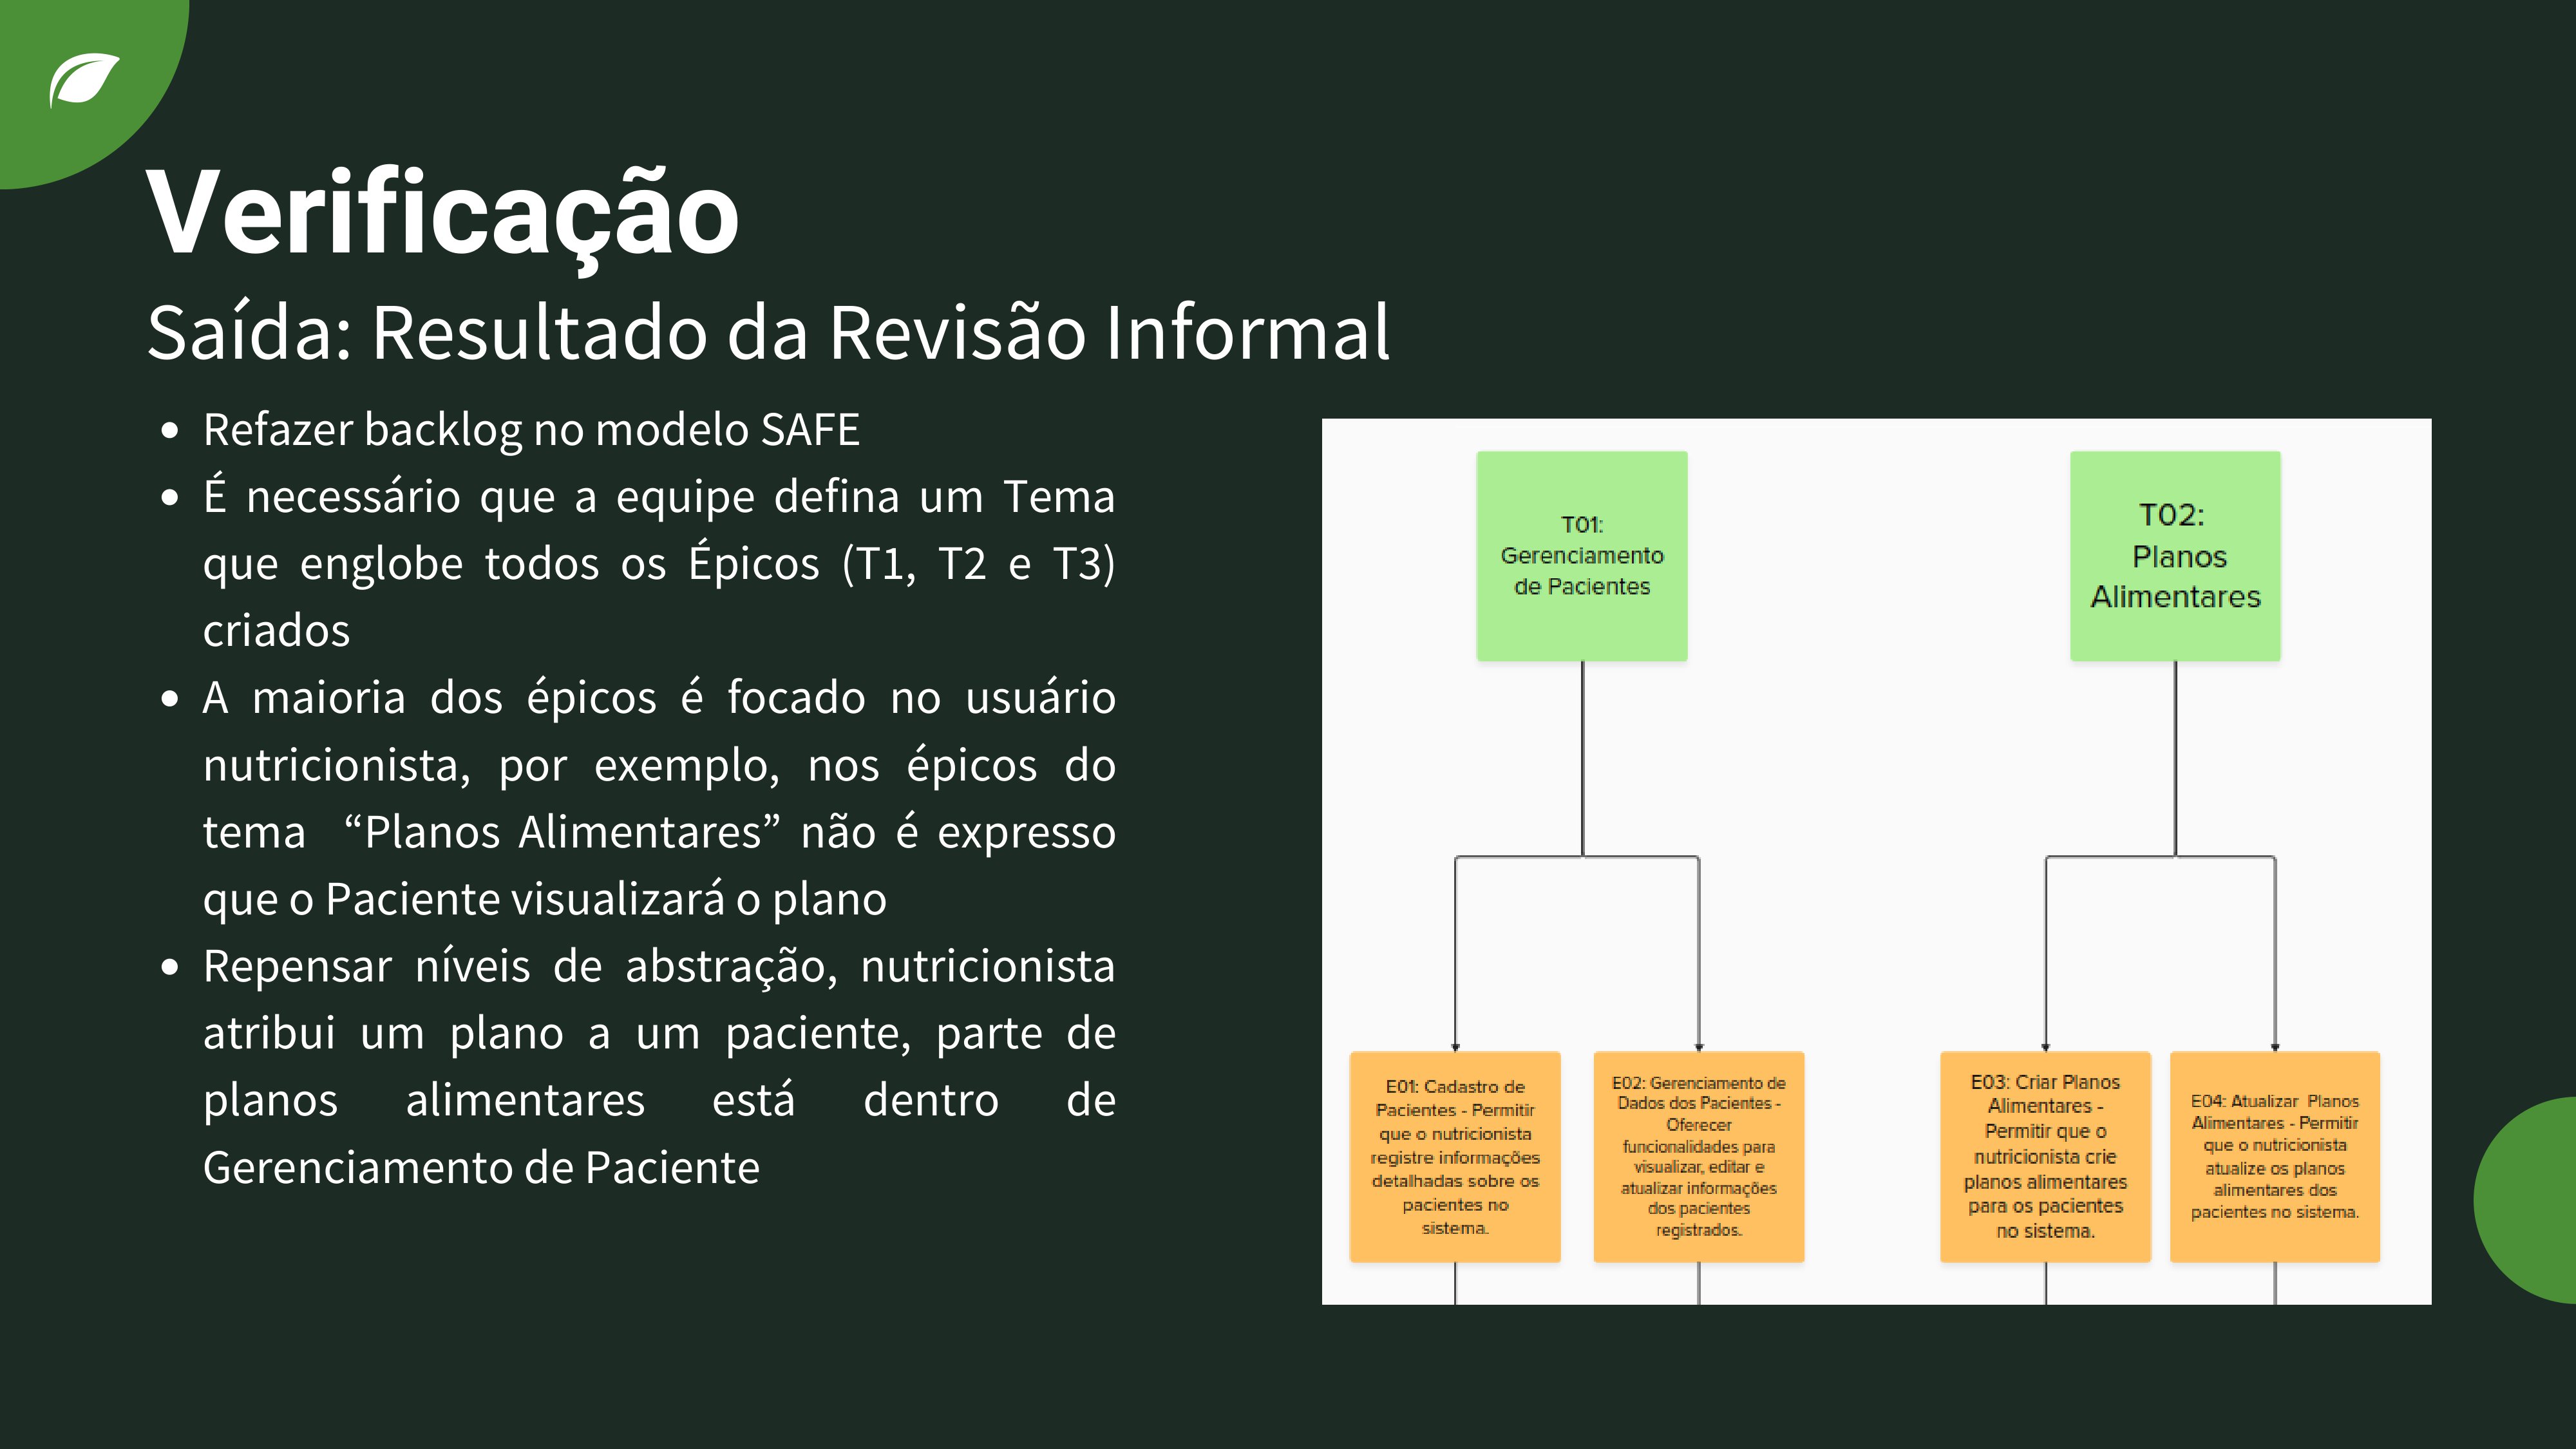 Verificação
Saída: Resultado da Revisão Informal
• Refazer backlog no modelo SAFE
• É necessário que a equipe defina um Tema
que englobe todos os Épicos (T1, T2 e T3)
criados
• A maioria dos épicos é focado no usuário
nutricionista, por exemplo, nos épicos do
tema “Planos Alimentares” não é expresso
que o Paciente visualizará o plano
• Repensar níveis de abstração, nutricionista
atribui um plano a um paciente, parte de
planos alimentares está dentro de
Gerenciamento de Paciente
T01:
Gerenciamento
de Pacientes
T02:
Planos
Alimentares
E01: Cadastro de
Pacientes - Permitir
que o nutricionista
registre informações
detalhadas sobre os
pacientes no
sistema.
E02: Gerenciamento de
Dados dos Pacientes -
Oferecer
funcionalidades para
visualizar, editar e
atualizar informações
dos pacientes
registrados.
E03: Criar Planos
Alimentares -
Permitir que o
nutricionista crie
planos alimentares
para os pacientes
no sistema.
E04: Atualizar Planos
Alimentares - Permitir
que o nutricionista
atualize os planos
alimentares dos
pacientes no sistema.